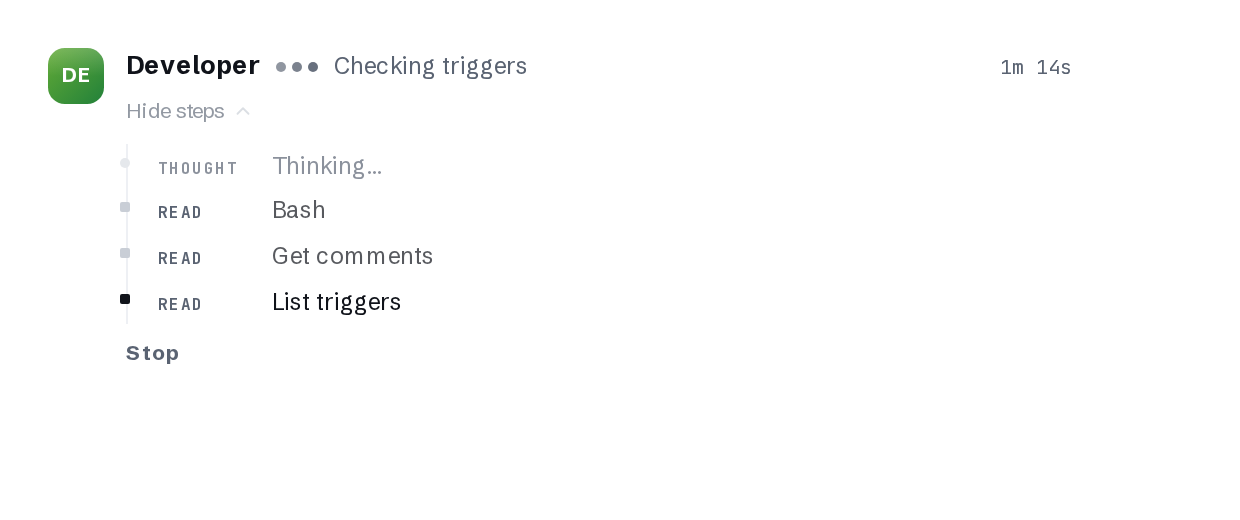 DE Developer Checking triggers 1m 14s
Hide steps
THOUGHT Thinking…
READ Bash
READ Get comments
READ List triggers
Stop